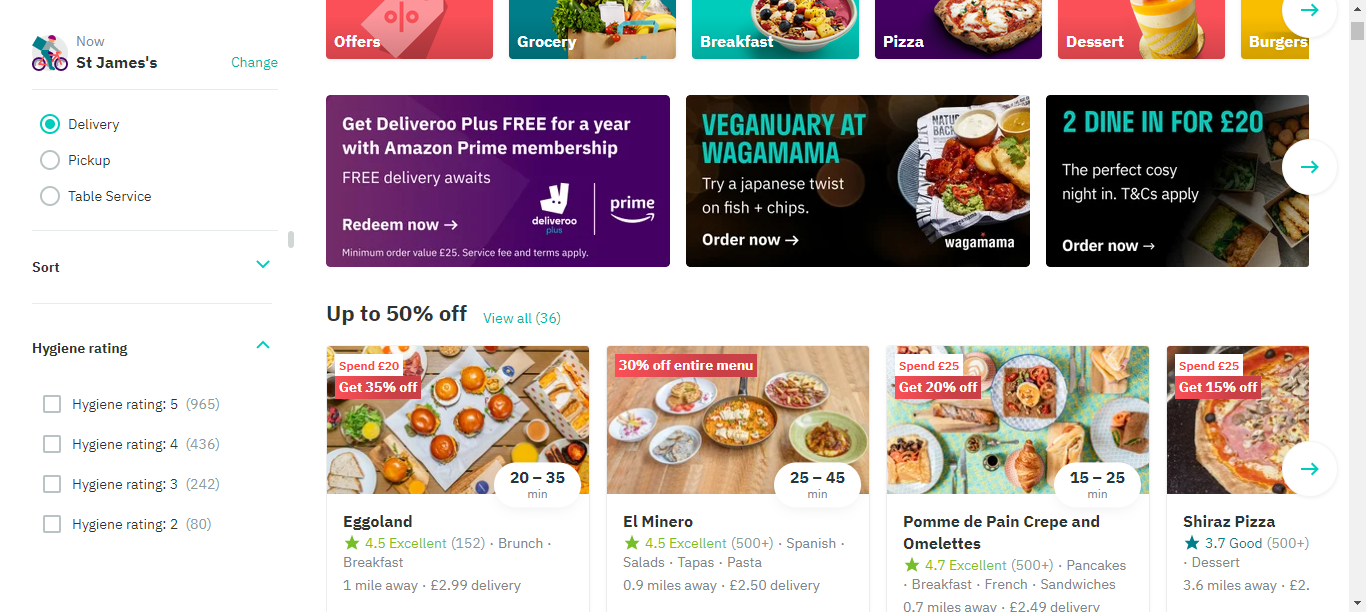 Now
St James's
Change
Delivery
Pickup
Table Service
Sort
Hygiene rating
Hygiene rating: 5 (965)
Hygiene rating: 4 (436)
Hygiene rating: 3 (242)
Hygiene rating: 2 (80)
Offers
Grocery
Breakfast
Pizza
Dessert
Burgers
Get Deliveroo Plus FREE for a year
with Amazon Prime membership
FREE delivery awaits
Redeem now →
deliveroo
plus
prime
Minimum order value £25. Service fee and terms apply.
VEGANUARY AT
WAGAMAMA
Try a japanese twist
on fish + chips.
Order now →
wagamama
2 DINE IN FOR £20
The perfect cosy
night in. T&Cs apply
Order now →
Up to 50% off
View all (36)
Spend £20
Get 35% off
20 – 35
min
Eggoland
4.5 Excellent (152) · Brunch ·
Breakfast
1 mile away · £2.99 delivery
30% off entire menu
25 – 45
min
El Minero
4.5 Excellent (500+) · Spanish ·
Salads · Tapas · Pasta
0.9 miles away · £2.50 delivery
Spend £25
Get 20% off
15 – 25
min
Pomme de Pain Crepe and
Omelettes
4.7 Excellent (500+) · Pancakes
· Breakfast · French · Sandwiches
0.7 miles away · £2.49 delivery
Spend £25
Get 15% off
Shiraz Pizza
3.7 Good (500+)
· Dessert
3.6 miles away · £2.